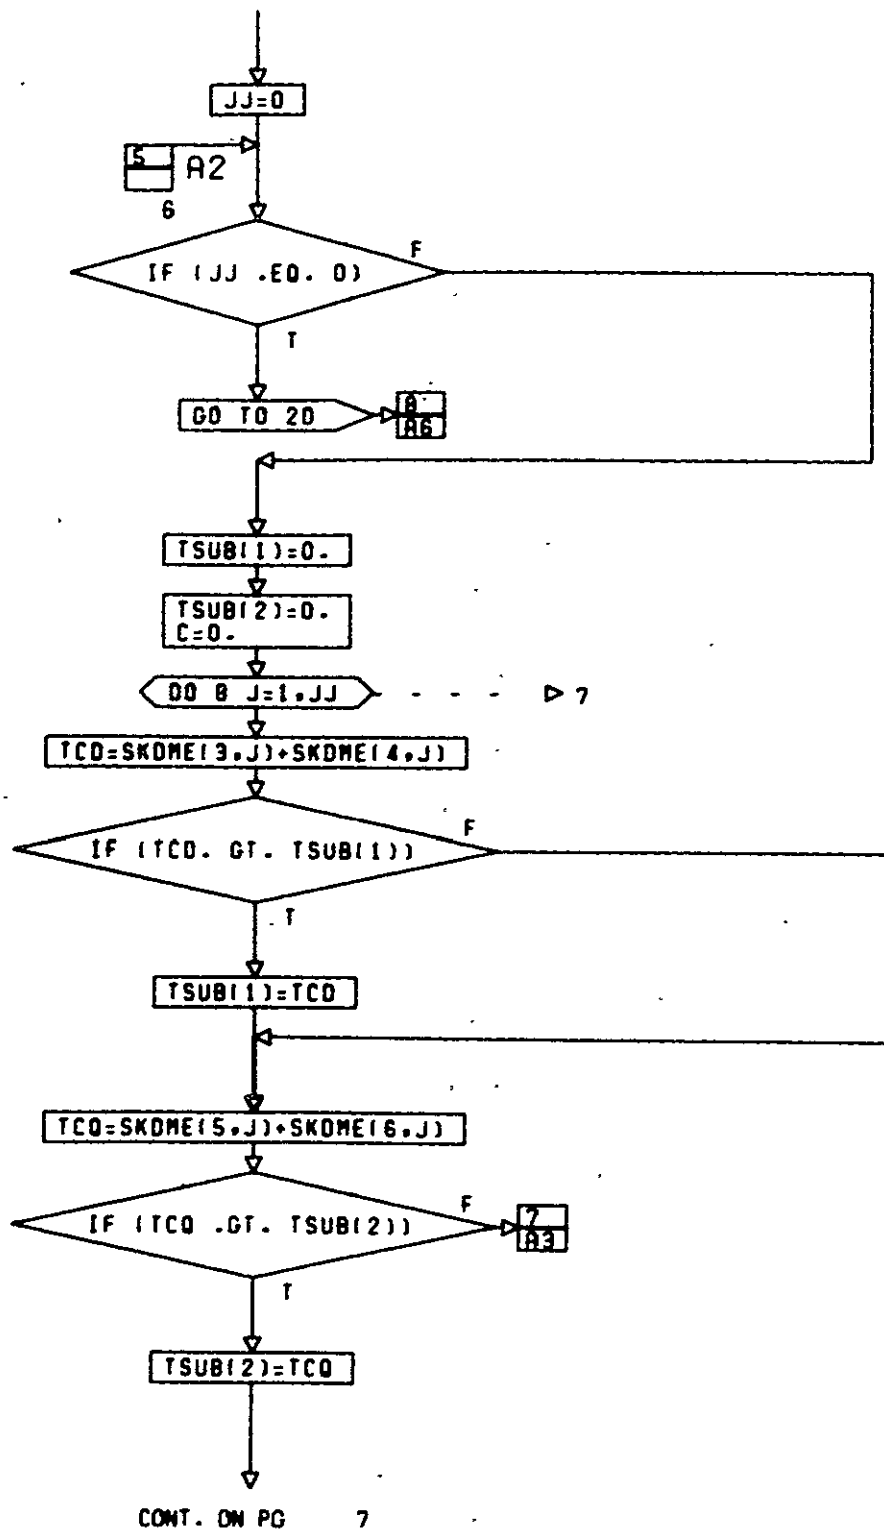 JJ=0
5
A2
6
IF (JJ .EQ. 0)
F
T
GO TO 20
8
A6
TSUB(1)=0.
TSUB(2)=0.
C=0.
DO 8 J=1,JJ
7
TCD=SKDME(3,J)+SKDME(4,J)
IF (TCD. GT. TSUB(1))
F
T
TSUB(1)=TCD
TCQ=SKDME(5,J)+SKDME(6,J)
IF (TCQ .GT. TSUB(2))
F
7
A3
T
TSUB(2)=TCQ
CONT. ON PG 7